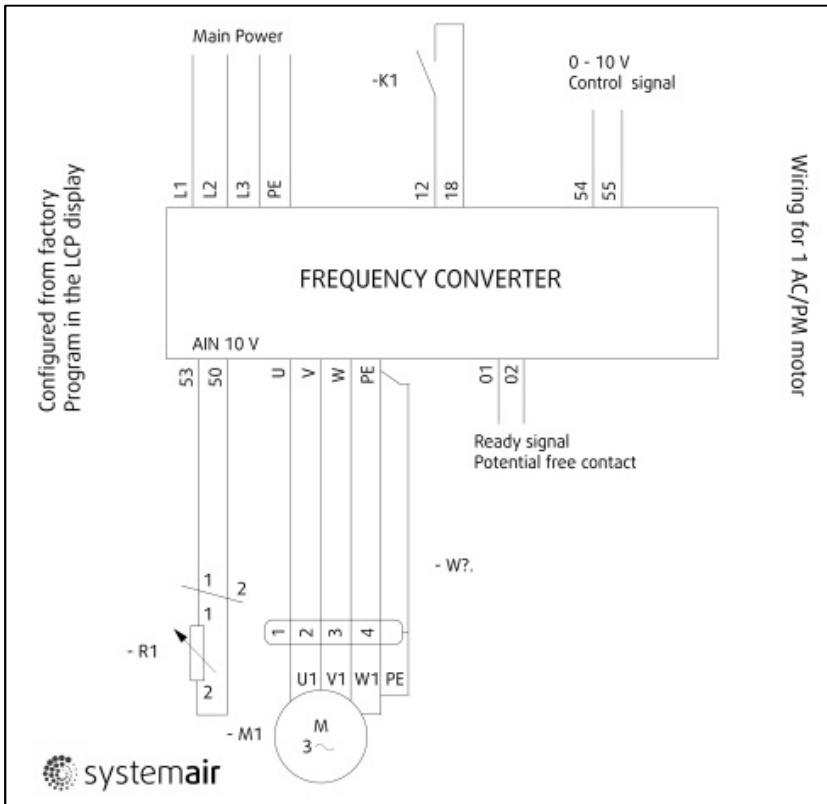 Main Power
-K1
0 - 10 V
Control signal
L1
L2
L3
PE
12
18
54
55
Configured from factory
Program in the LCP display
FREQUENCY CONVERTER
Wiring for 1 AC/PM motor
AIN 10 V
53
50
U
V
W
PE
01
02
Ready signal
Potential free contact
- W?.
1
2
1
2
- R1
1
2
3
4
U1 V1 W1 PE
- M1
M
3~
systemair